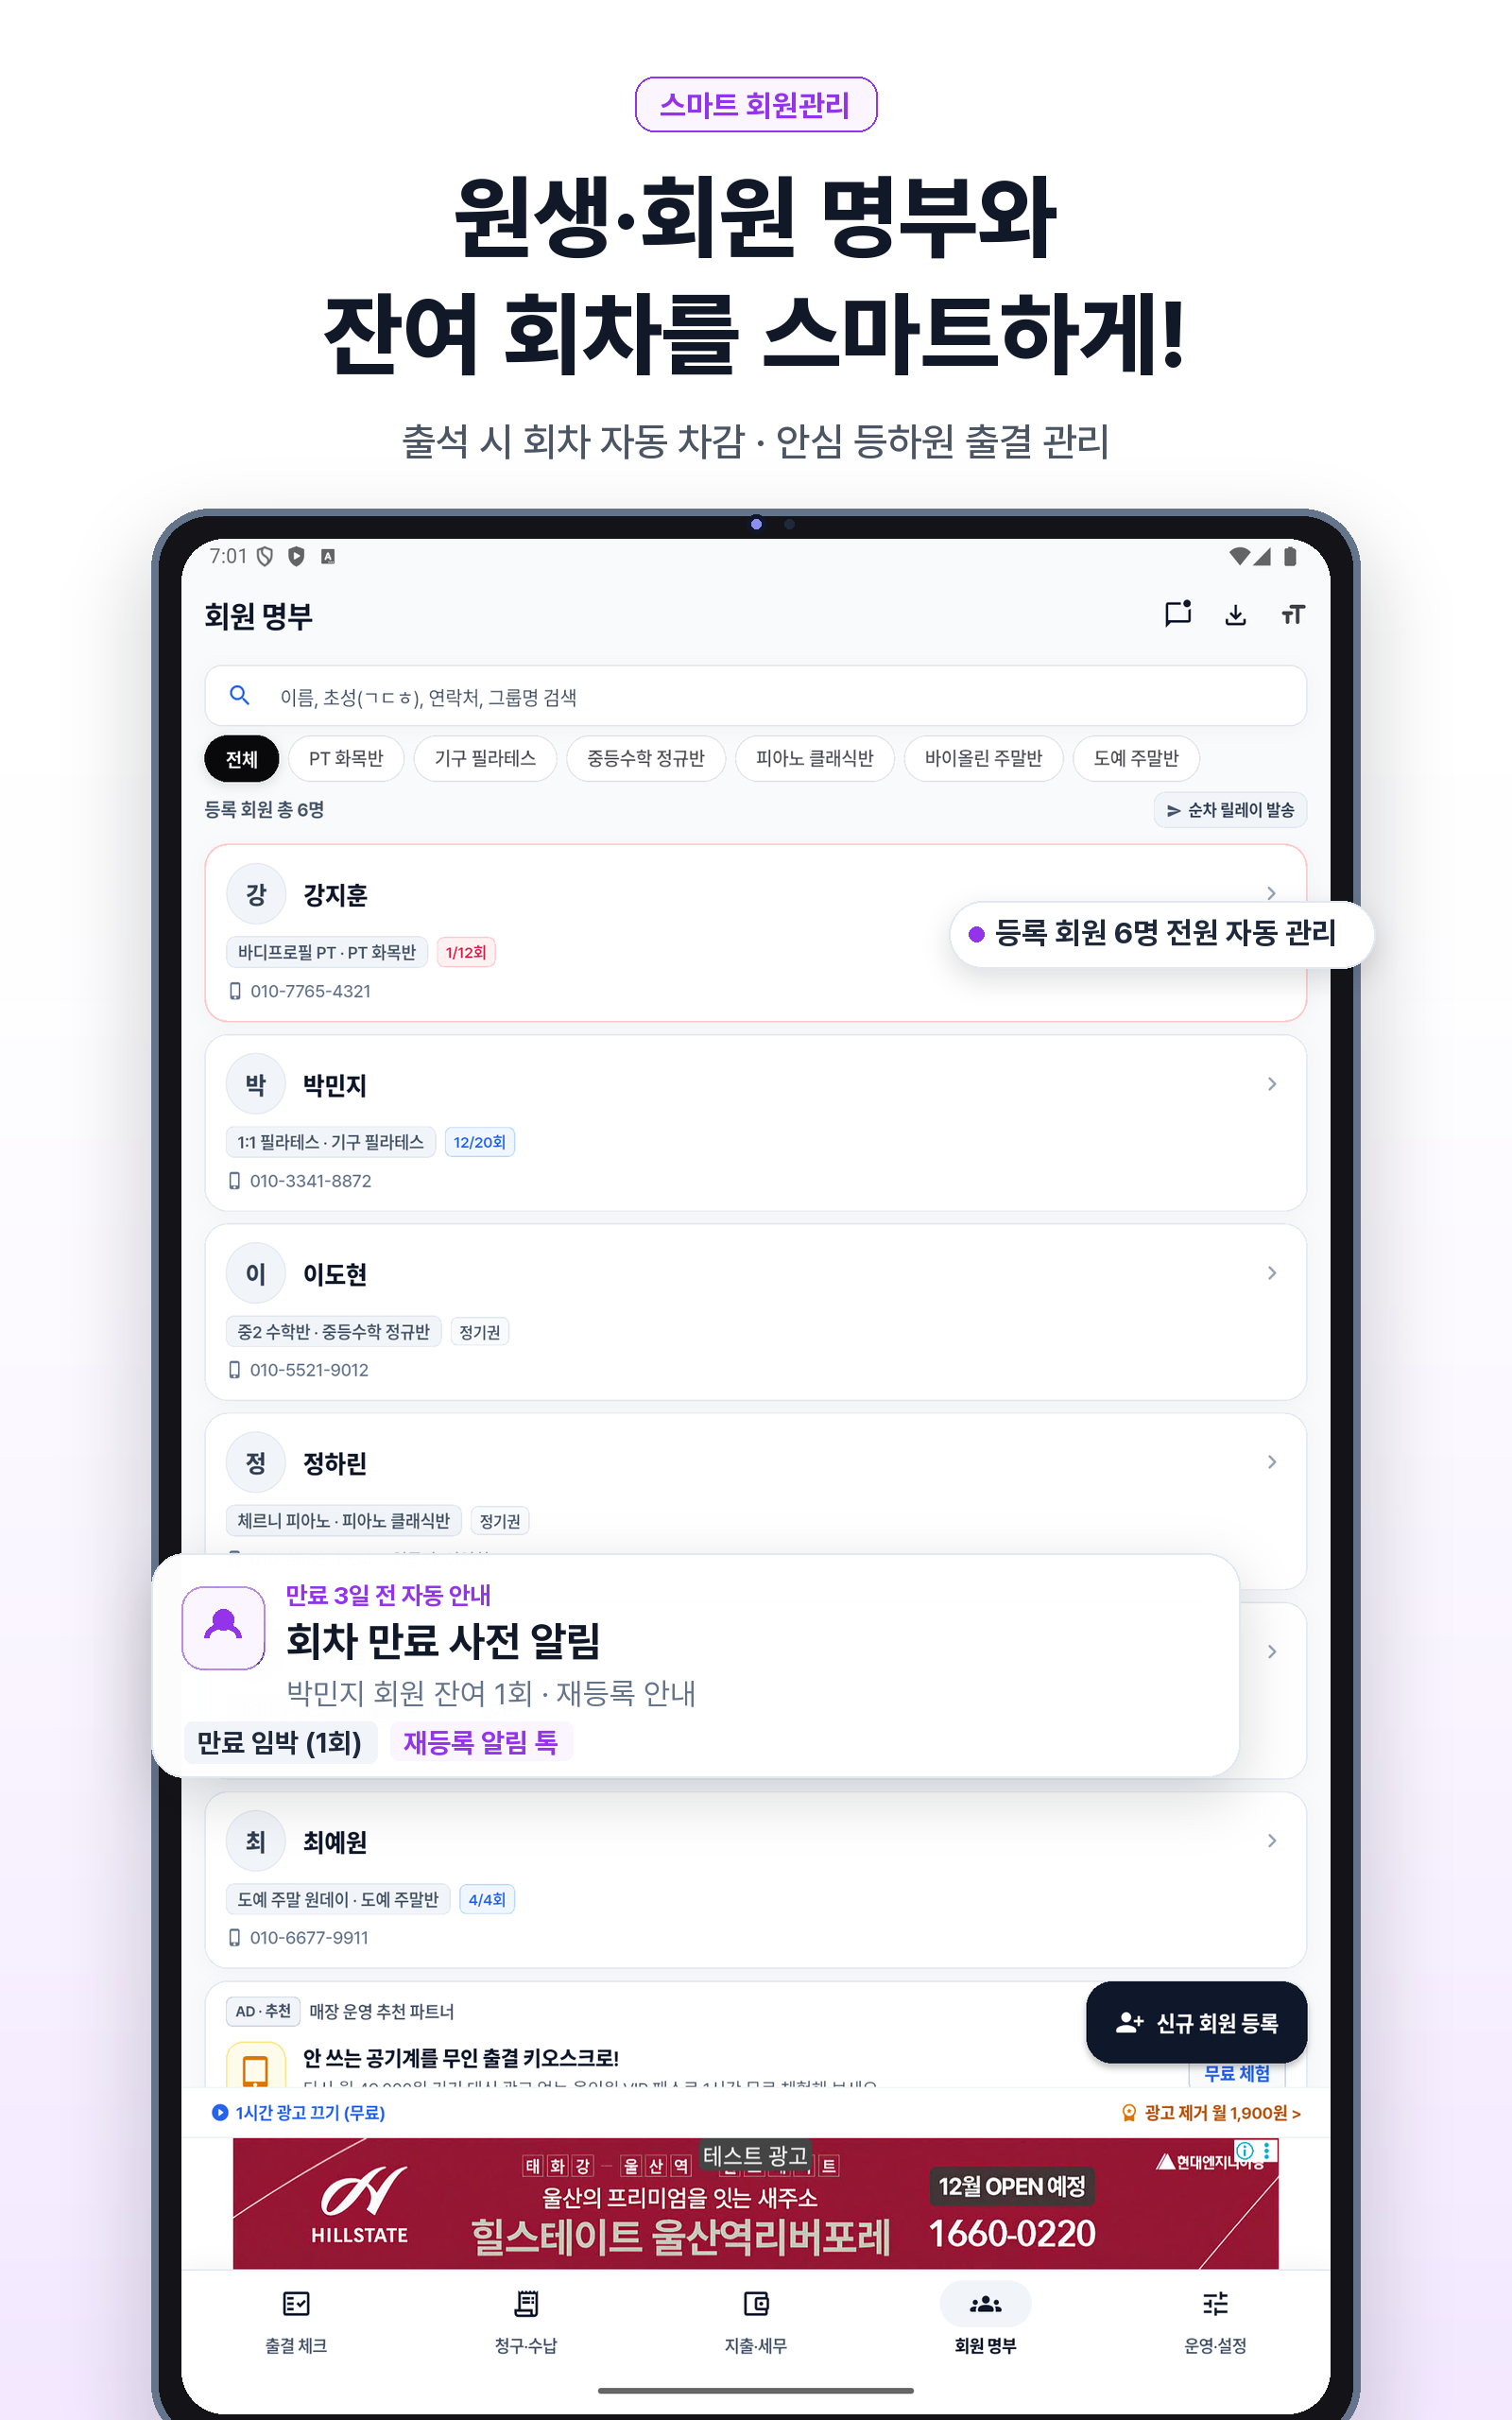 스마트 회원관리
원생·회원 명부와
잔여 회차를 스마트하게!
출석 시 회차 자동 차감 · 안심 등하원 출결 관리
7:01
회원 명부
이름, 초성(ㄱㄷㅎ), 연락처, 그룹명 검색
전체 PT 화목반 기구 필라테스 중등수학 정규반 피아노 클래식반 바이올린 주말반 도예 주말반
등록 회원 총 6명 순차 릴레이 발송
강 강지훈
등록 회원 6명 전원 자동 관리
바디프로필 PT · PT 화목반 1/12회
010-7765-4321
박 박민지
1:1 필라테스 · 기구 필라테스 12/20회
010-3341-8872
이 이도현
중2 수학반 · 중등수학 정규반 정기권
010-5521-9012
정 정하린
체르니 피아노 · 피아노 클래식반 정기권
만료 3일 전 자동 안내
회차 만료 사전 알림
박민지 회원 잔여 1회 · 재등록 안내
만료 임박 (1회) 재등록 알림 톡
최 최예원
도예 주말 원데이 · 도예 주말반 4/4회
010-6677-9911
AD · 추천 매장 운영 추천 파트너
신규 회원 등록
안 쓰는 공기계를 무인 출결 키오스크로!
무료 체험
1시간 광고 끄기 (무료) 광고 제거 월 1,900원 >
테스트 광고
태화강 울산역 트
현대엔지니어링
울산의 프리미엄을 잇는 새주소
12월 OPEN 예정
HILLSTATE
힐스테이트 울산역리버포레
1660-0220
출결 체크 청구·수납 지출·세무 회원 명부 운영·설정